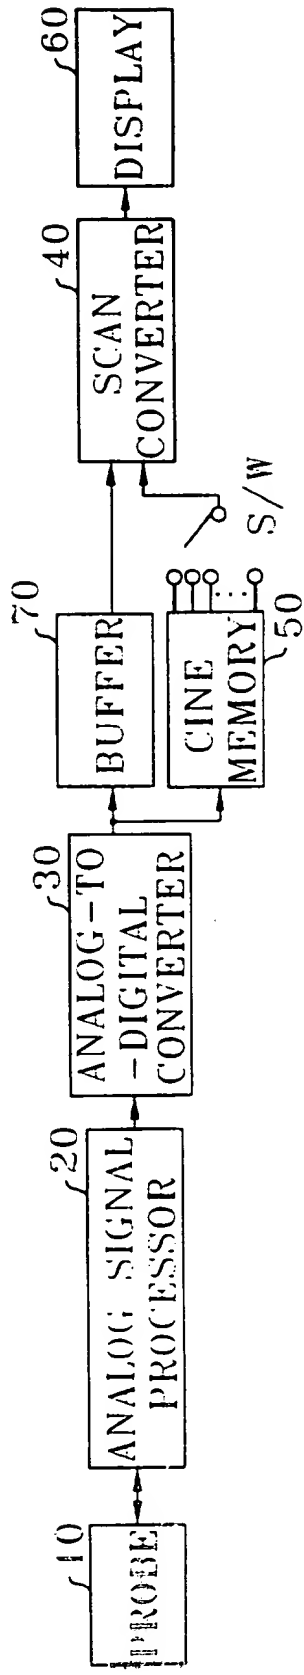 10
PROBE
20
ANALOG SIGNAL
PROCESSOR
30
ANALOG-TO
-DIGITAL
CONVERTER
70
BUFFER
CINE
MEMORY
50
S/W
40
SCAN
CONVERTER
60
DISPLAY